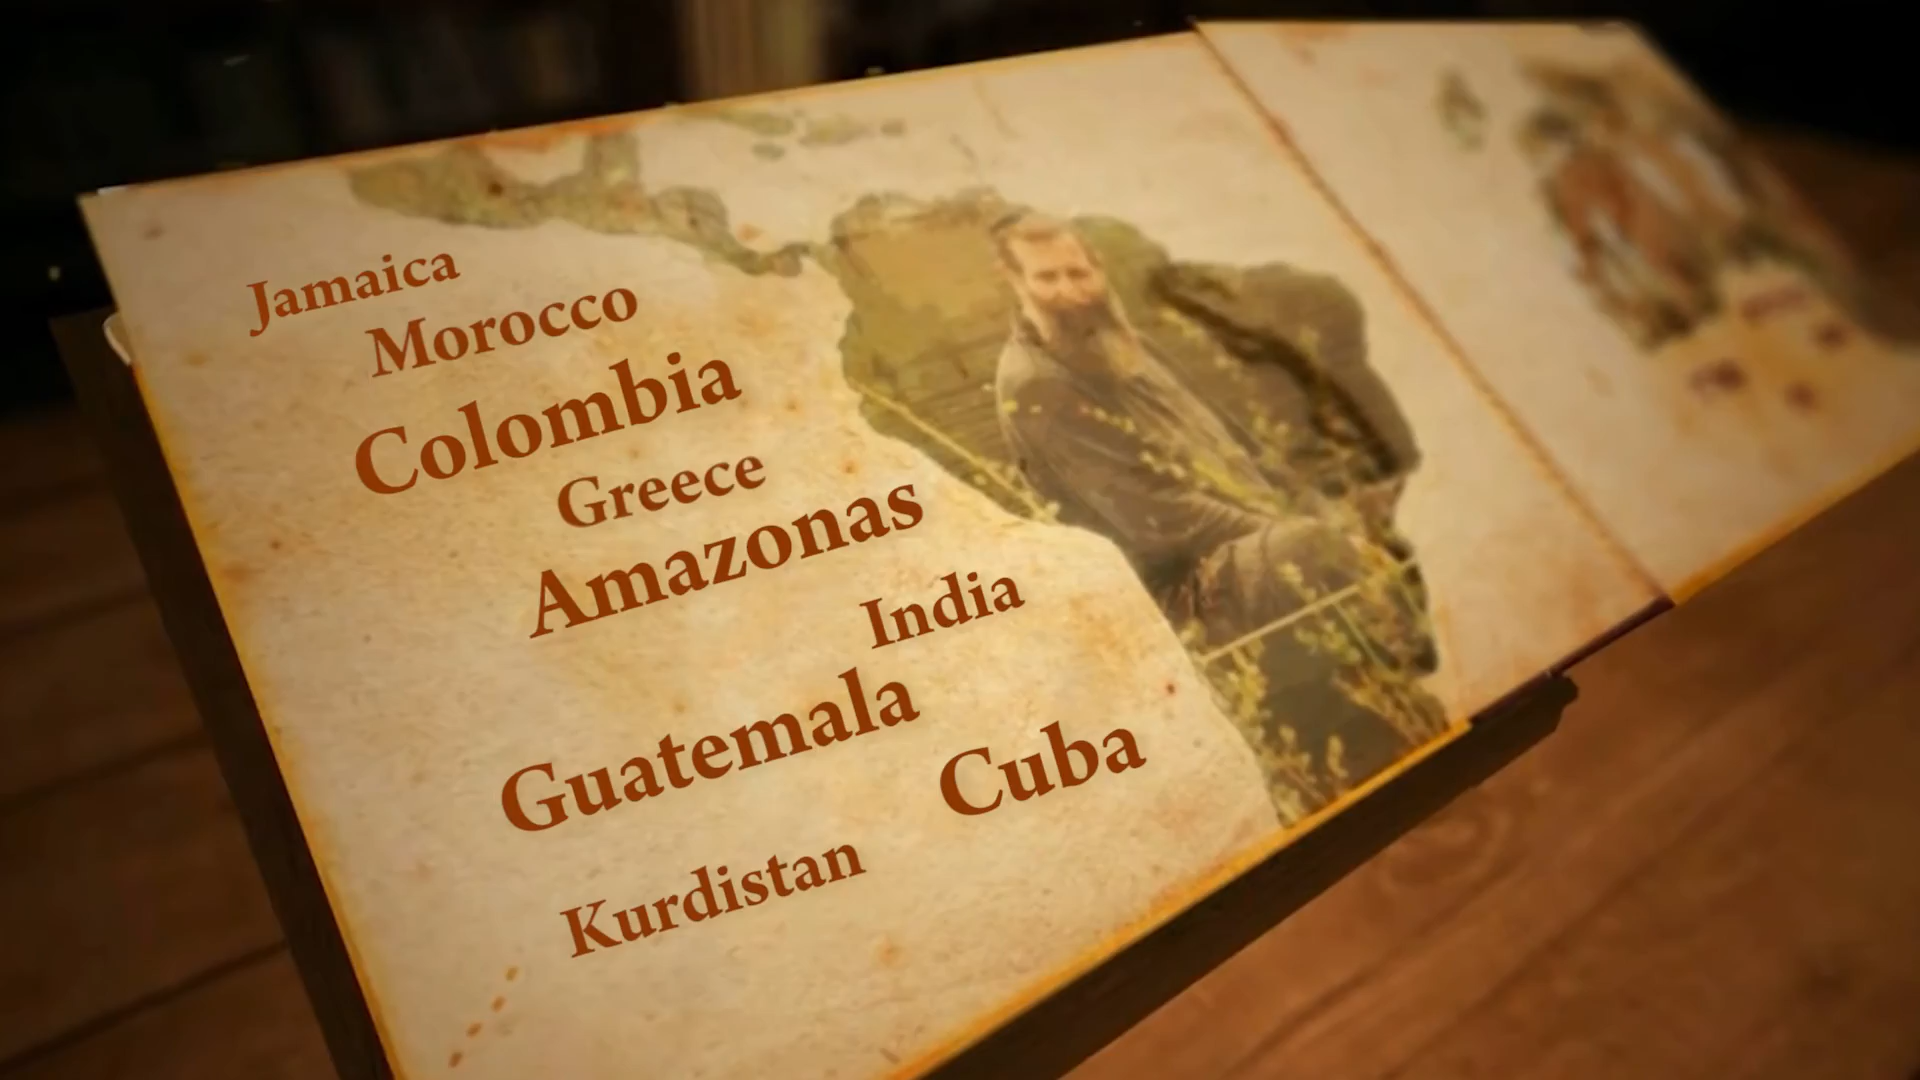 Jamaica
Morocco
Colombia
Greece
Amazonas
India
Guatemala
Cuba
Kurdistan